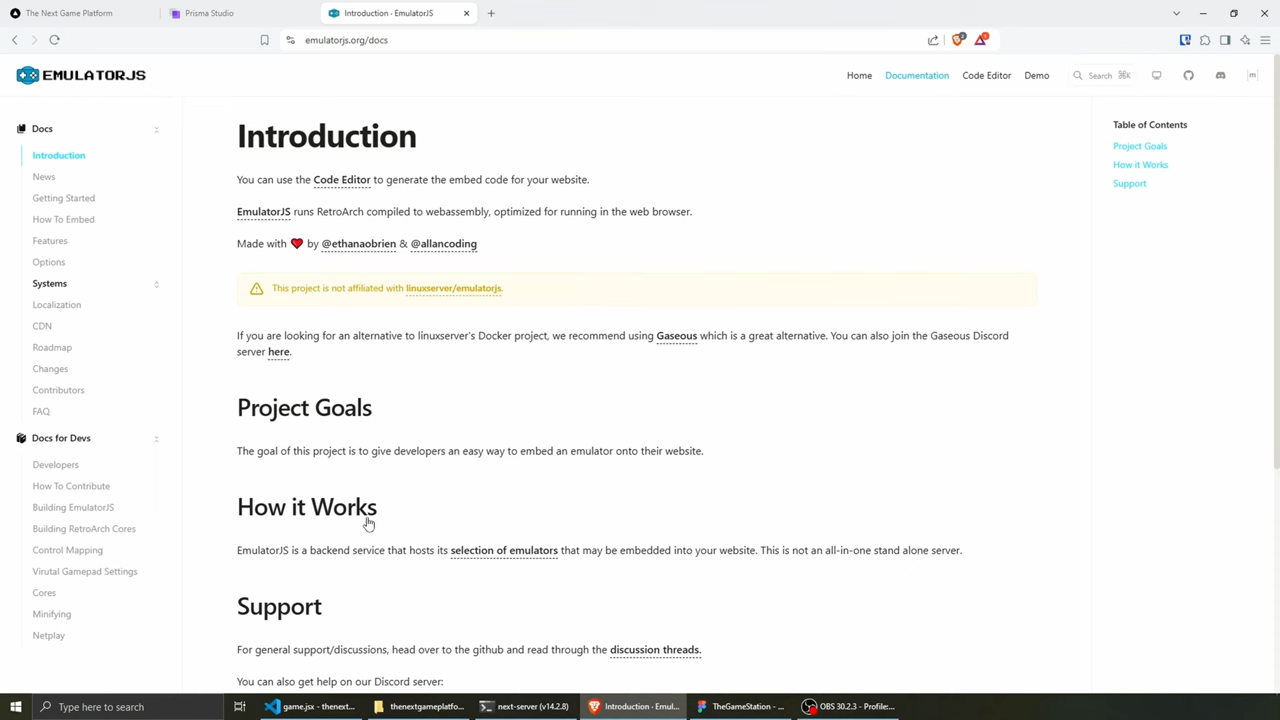 The Next Game Platform
Prisma Studio
Introduction - EmulatorJS
emulatorjs.org/docs
EMULATORJS
Home
Documentation
Code Editor
Demo
Search ⌘K
Docs
Introduction
News
Getting Started
How To Embed
Features
Options
Systems
Localization
CDN
Roadmap
Changes
Contributors
FAQ
Docs for Devs
Developers
How To Contribute
Building EmulatorJS
Building RetroArch Cores
Control Mapping
Virutal Gamepad Settings
Cores
Minifying
Netplay
Introduction
You can use the Code Editor to generate the embed code for your website.
EmulatorJS runs RetroArch compiled to webassembly, optimized for running in the web browser.
Made with ❤ by @ethanaobrien & @allancoding
This project is not affiliated with linuxserver/emulatorjs.
If you are looking for an alternative to linuxserver's Docker project, we recommend using Gaseous which is a great alternative. You can also join the Gaseous Discord
server here.
Project Goals
The goal of this project is to give developers an easy way to embed an emulator onto their website.
How it Works
EmulatorJS is a backend service that hosts its selection of emulators that may be embedded into your website. This is not an all-in-one stand alone server.
Support
For general support/discussions, head over to the github and read through the discussion threads.
You can also get help on our Discord server:
Table of Contents
Project Goals
How it Works
Support
Type here to search
game.jsx - thenext...
thenextgameplatfo...
next-server (v14.2.8)
Introduction - Emul...
TheGameStation - ...
OBS 30.2.3 - Profile:...